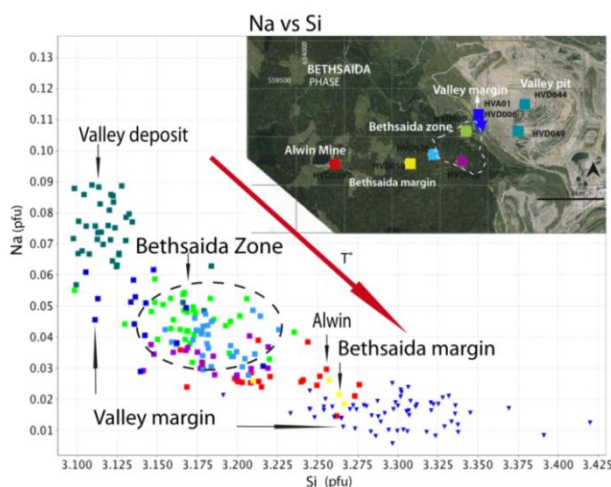 Na vs Si
0.13
0.12
0.11
0.10
0.09
0.08
0.07
0.06
0.05
0.04
0.03
0.02
0.01
Na (pfu)
Valley deposit
Bethsaida Zone
T°
Alwin
Bethsaida margin
Valley margin
BETHSAIDA
PHASE
Valley margin
HVA01
HVD006
Valley pit
HVD044
HVD049
Bethsaida zone
Alwin Mine
Bethsaida margin
3.100 3.125 3.150 3.175 3.200 3.225 3.250 3.275 3.300 3.325 3.350 3.375 3.400 3.425
Si (pfu)